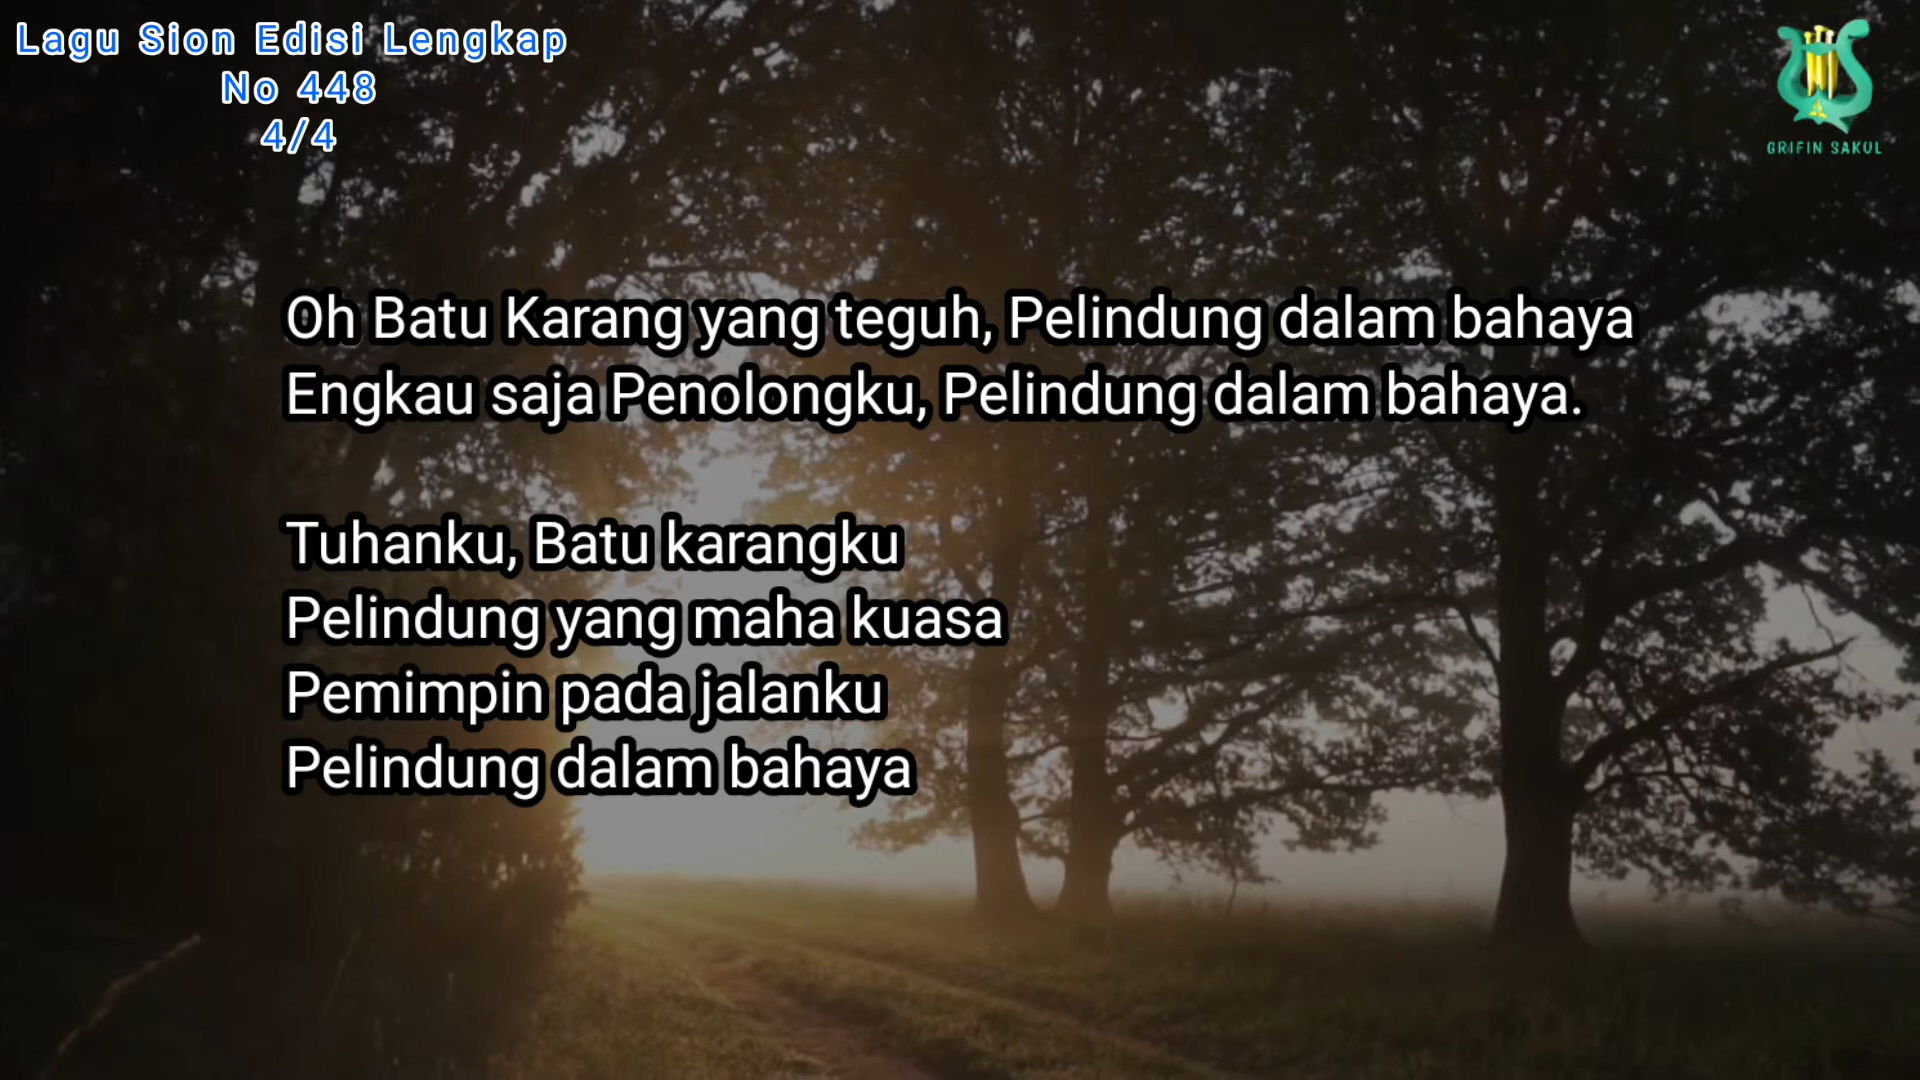 Lagu Sion Edisi Lengkap
No 448
4/4
GRIFIN SAKUL
Oh Batu Karang yang teguh, Pelindung dalam bahaya
Engkau saja Penolongku, Pelindung dalam bahaya.
Tuhanku, Batu karangku
Pelindung yang maha kuasa
Pemimpin pada jalanku
Pelindung dalam bahaya